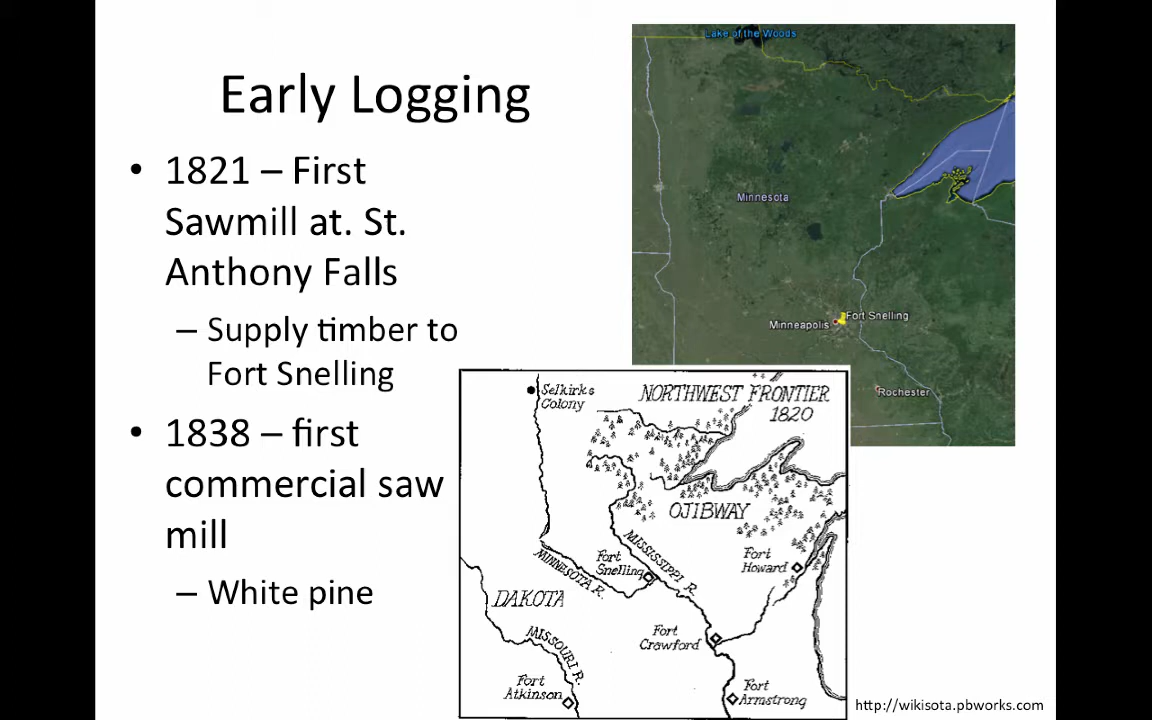 Early Logging
• 1821 – First
Sawmill at. St.
Anthony Falls
– Supply timber to
Fort Snelling
• 1838 – first
commercial saw
mill
– White pine
Lake of the Woods
Minnesota
Minneapolis
Fort Snelling
Rochester
Selkirks
Colony
NORTHWEST FRONTIER
1820
OJIBWAY
MISSISSIPPI R.
Fort
Snelling
MINNESOTA R.
Fort
Howard
DAKOTA
MISSOURI R.
Fort
Crawford
Fort
Atkinson
Fort
Armstrong
http://wikisota.pbworks.com